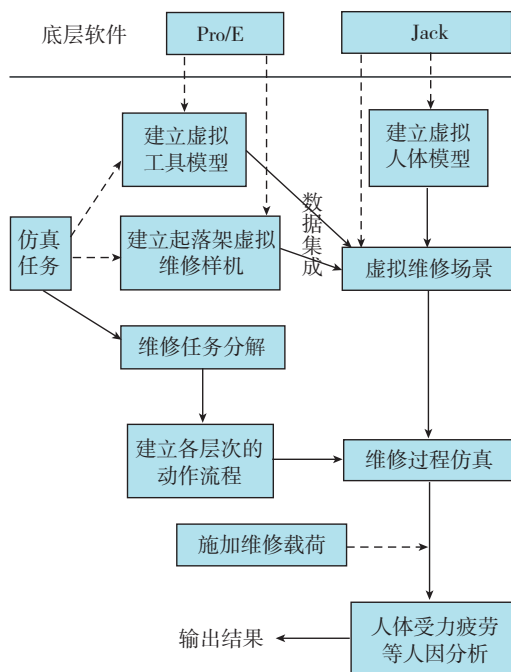 底层软件
Pro/E
Jack
建立虚拟
工具模型
建立虚拟
人体模型
数据集成
仿真
任务
建立起落架虚拟
维修样机
虚拟维修场景
维修任务分解
建立各层次的
动作流程
维修过程仿真
施加维修载荷
输出结果
人体受力疲劳
等人因分析